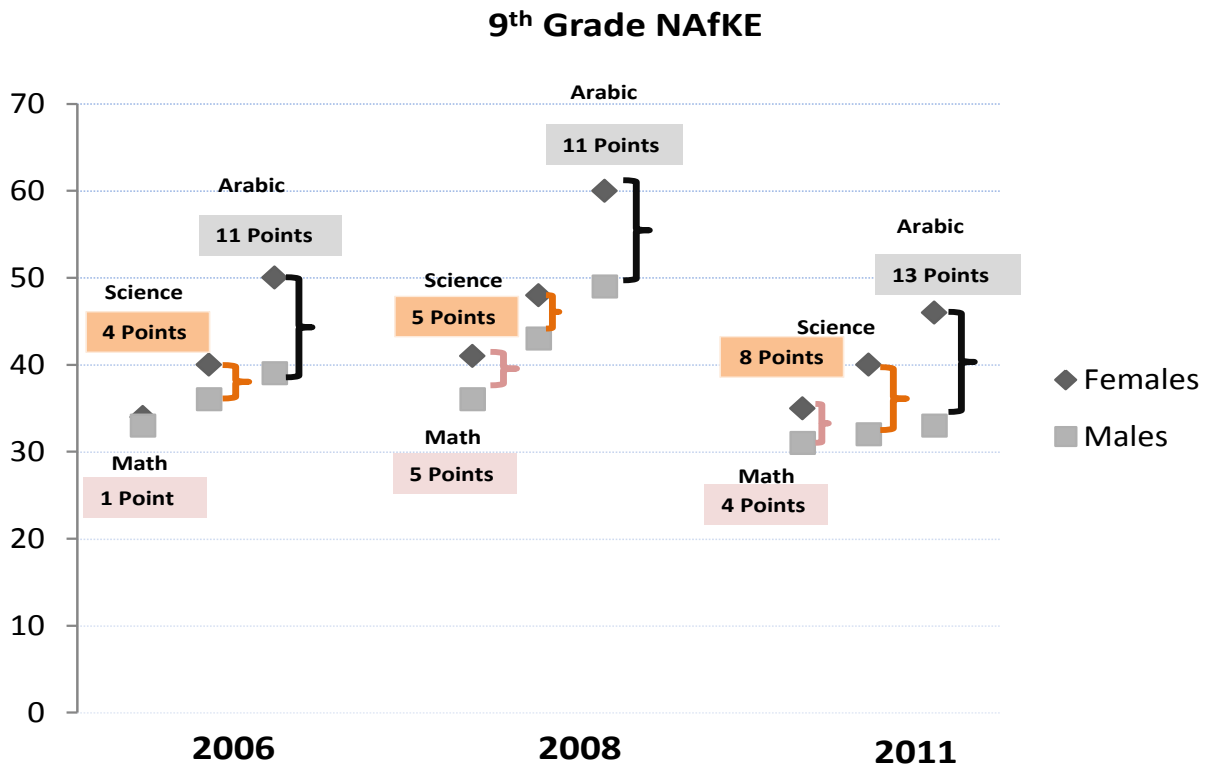 9th Grade NAfKE
70
60
50
40
30
20
10
0
Arabic
11 Points
Science
4 Points
Math
1 Point
Arabic
11 Points
Science
5 Points
Math
5 Points
Arabic
13 Points
Science
8 Points
Math
4 Points
Females
Males
2006
2008
2011